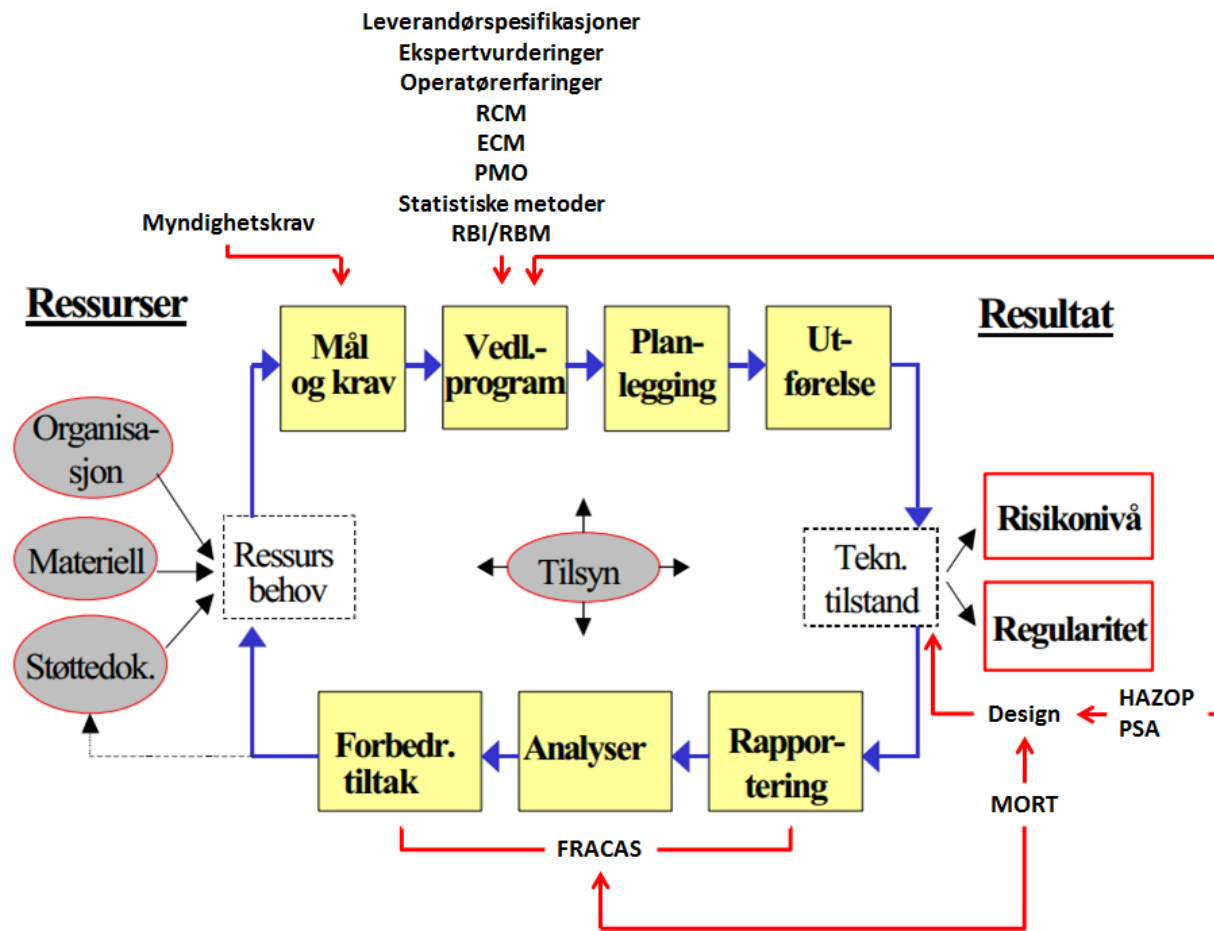 Leverandørspesifikasjoner
Ekspertvurderinger
Operatørerfaringer
RCM
ECM
PMO
Statistiske metoder
RBI/RBM
Myndighetskrav
Ressurser
Resultat
Mål
og krav
Vedl.-
program
Plan-
legging
Ut-
førelse
Organisa-
sjon
Materiell
Støttedok.
Ressurs
behov
Tilsyn
Tekn.
tilstand
Risikonivå
Regularitet
Design
HAZOP
PSA
MORT
Forbedr.
tiltak
Analyser
Rappor-
tering
FRACAS